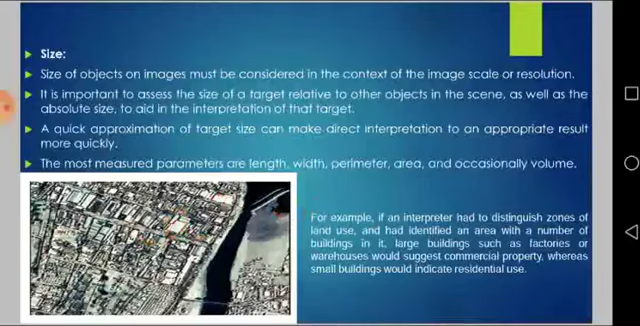 Size:
Size of objects on images must be considered in the context of the image scale or resolution.
It is important to assess the size of a target relative to other objects in the scene, as well as the
absolute size, to aid in the interpretation of that target.
A quick approximation of target size can make direct interpretation to an appropriate result
more quickly.
The most measured parameters are length, width, perimeter, area, and occasionally volume.
For example, if an interpreter had to distinguish zones of
land use, and had identified an area with a number of
buildings in it, large buildings such as factories or
warehouses would suggest commercial property, whereas
small buildings would indicate residential use.